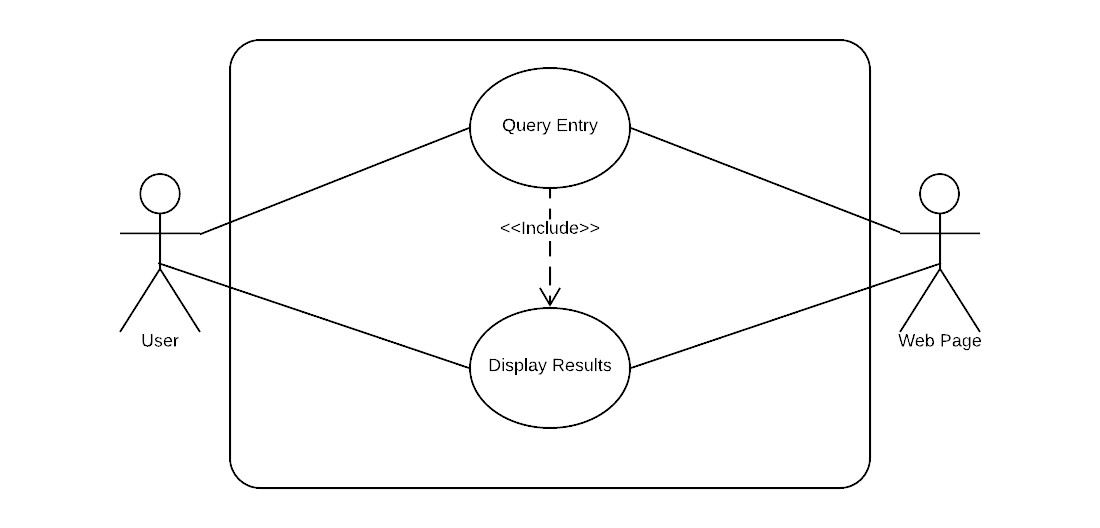 Query Entry
<<Include>>
Display Results
User
Web Page